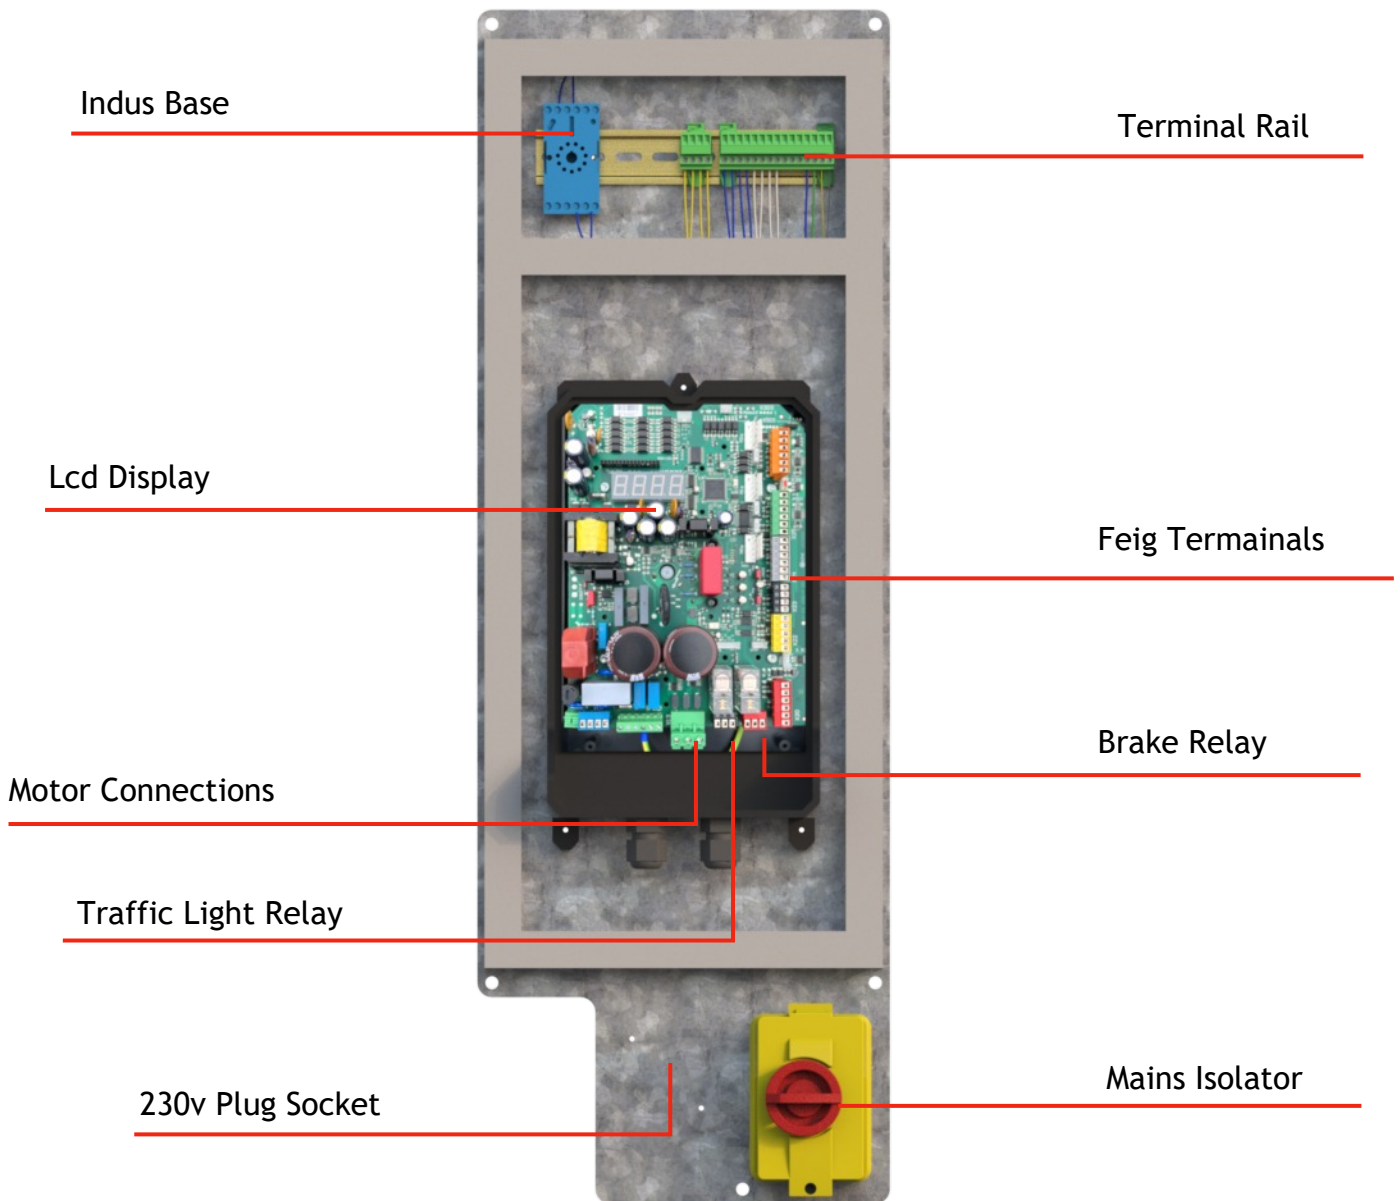 Indus Base
Terminal Rail
Lcd Display
Feig Termainals
Brake Relay
Motor Connections
Traffic Light Relay
Mains Isolator
230v Plug Socket